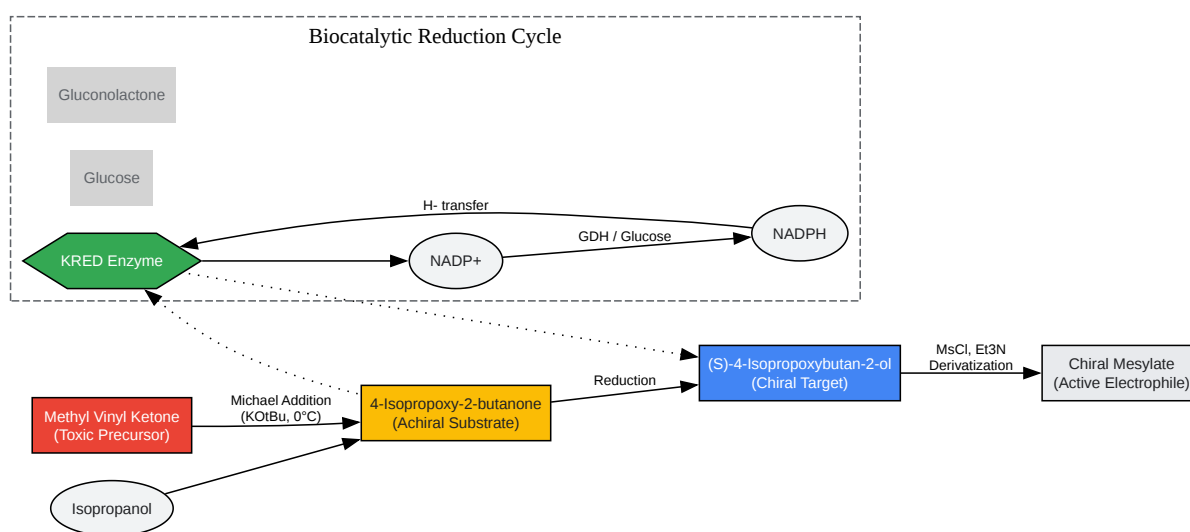 Biocatalytic Reduction Cycle
Gluconolactone
Glucose
H- transfer
GDH / Glucose
NADPH
KRED Enzyme
NADP+
MsCl, Et3N
Derivatization
(S)-4-Isopropoxybutan-2-ol
(Chiral Target)
Chiral Mesylate
(Active Electrophile)
Reduction
Michael Addition
(KOtBu, 0°C)
4-Isopropoxy-2-butanone
(Achiral Substrate)
Methyl Vinyl Ketone
(Toxic Precursor)
Isopropanol